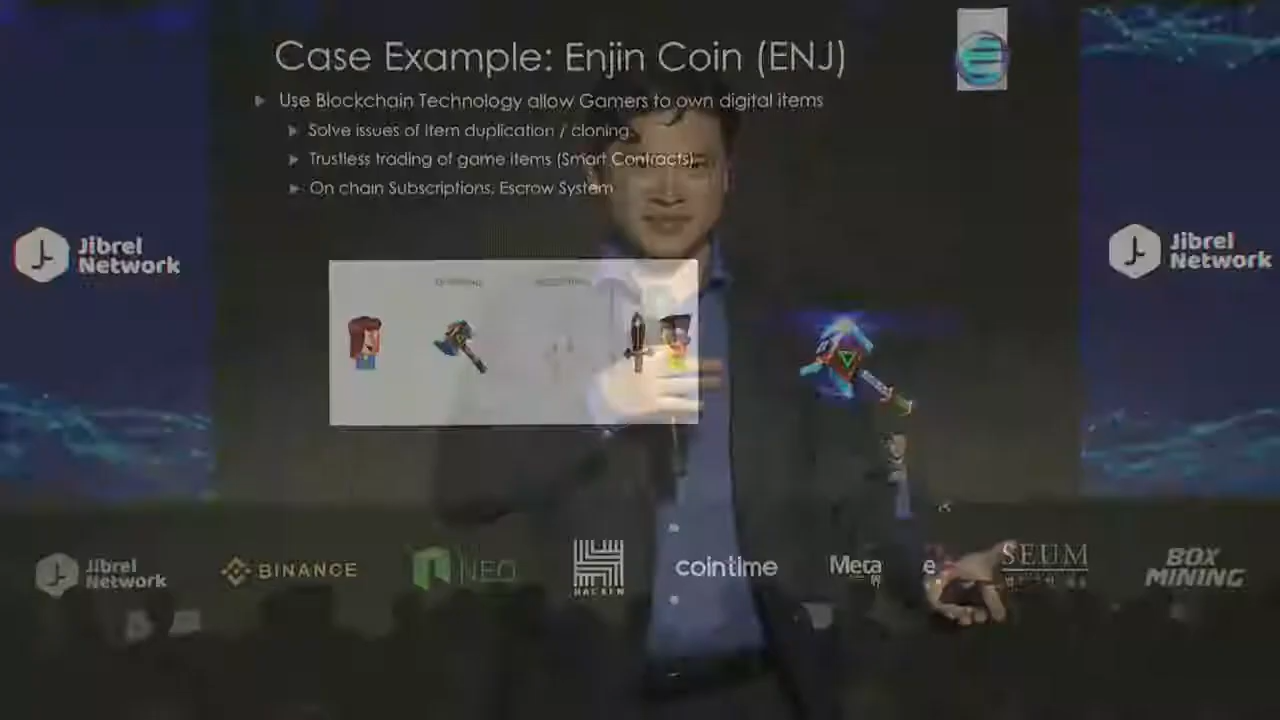 Case Example: Enjin Coin (ENJ)
Use Blockchain Technology allow Gamers to own digital items
Solve issues of Item duplication / cloning
Trustless trading of game items (Smart Contracts)
On chain Subscriptions, Escrow System
Jibrel
Network
Jibrel
Network
Jibrel
Network
BINANCE
NEO
HACKEN
cointime
Meta
SEUM
BOX
MINING